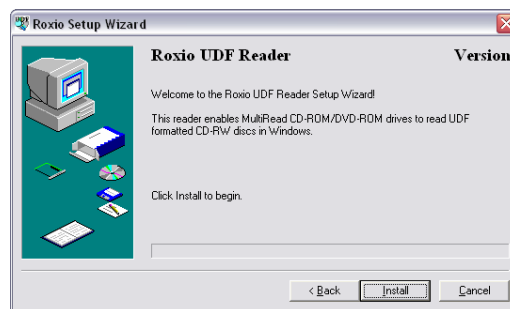 Roxio Setup Wizard
Roxio UDF Reader Version
Welcome to the Roxio UDF Reader Setup Wizard!
This reader enables MultiRead CD-ROM/DVD-ROM drives to read UDF
formatted CD-RW discs in Windows.
Click Install to begin.
< Back Install Cancel